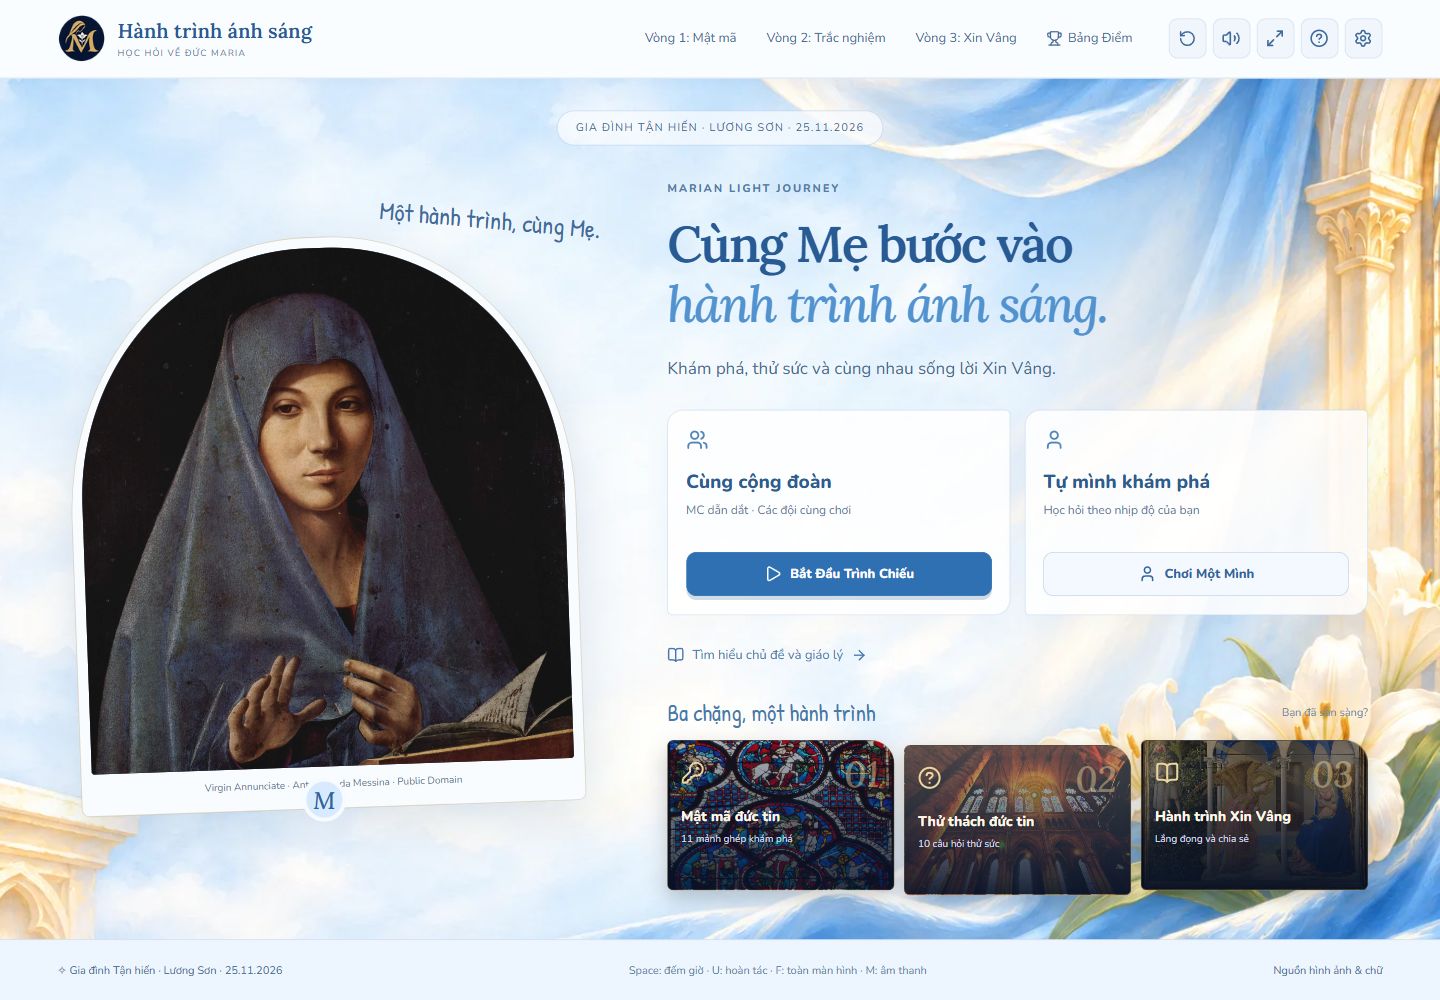 Hành trình ánh sáng
HỌC HỎI VỀ ĐỨC MARIA
Vòng 1: Mật mã
Vòng 2: Trắc nghiệm
Vòng 3: Xin Vâng
Bảng Điểm
GIA ĐÌNH TẬN HIẾN · LƯƠNG SƠN · 25.11.2026
Một hành trình, cùng Mẹ.
Virgin Annunciate · da Messina · Public Domain
M
MARIAN LIGHT JOURNEY
Cùng Mẹ bước vào
hành trình ánh sáng.
Khám phá, thử sức và cùng nhau sống lời Xin Vâng.
Cùng cộng đoàn
MC dẫn dắt · Các đội cùng chơi
Bắt Đầu Trình Chiếu
Tự mình khám phá
Học hỏi theo nhịp độ của bạn
Chơi Một Mình
Tìm hiểu chủ đề và giáo lý
Ba chặng, một hành trình
Bạn đã sẵn sàng?
01
Mật mã đức tin
11 mảnh ghép khám phá
02
Thử thách đức tin
10 câu hỏi thử sức
03
Hành trình Xin Vâng
Lắng đọng và chia sẻ
Gia đình Tận hiến · Lương Sơn · 25.11.2026
Space: đếm giờ · U: hoàn tác · F: toàn màn hình · M: âm thanh
Nguồn hình ảnh & chữ